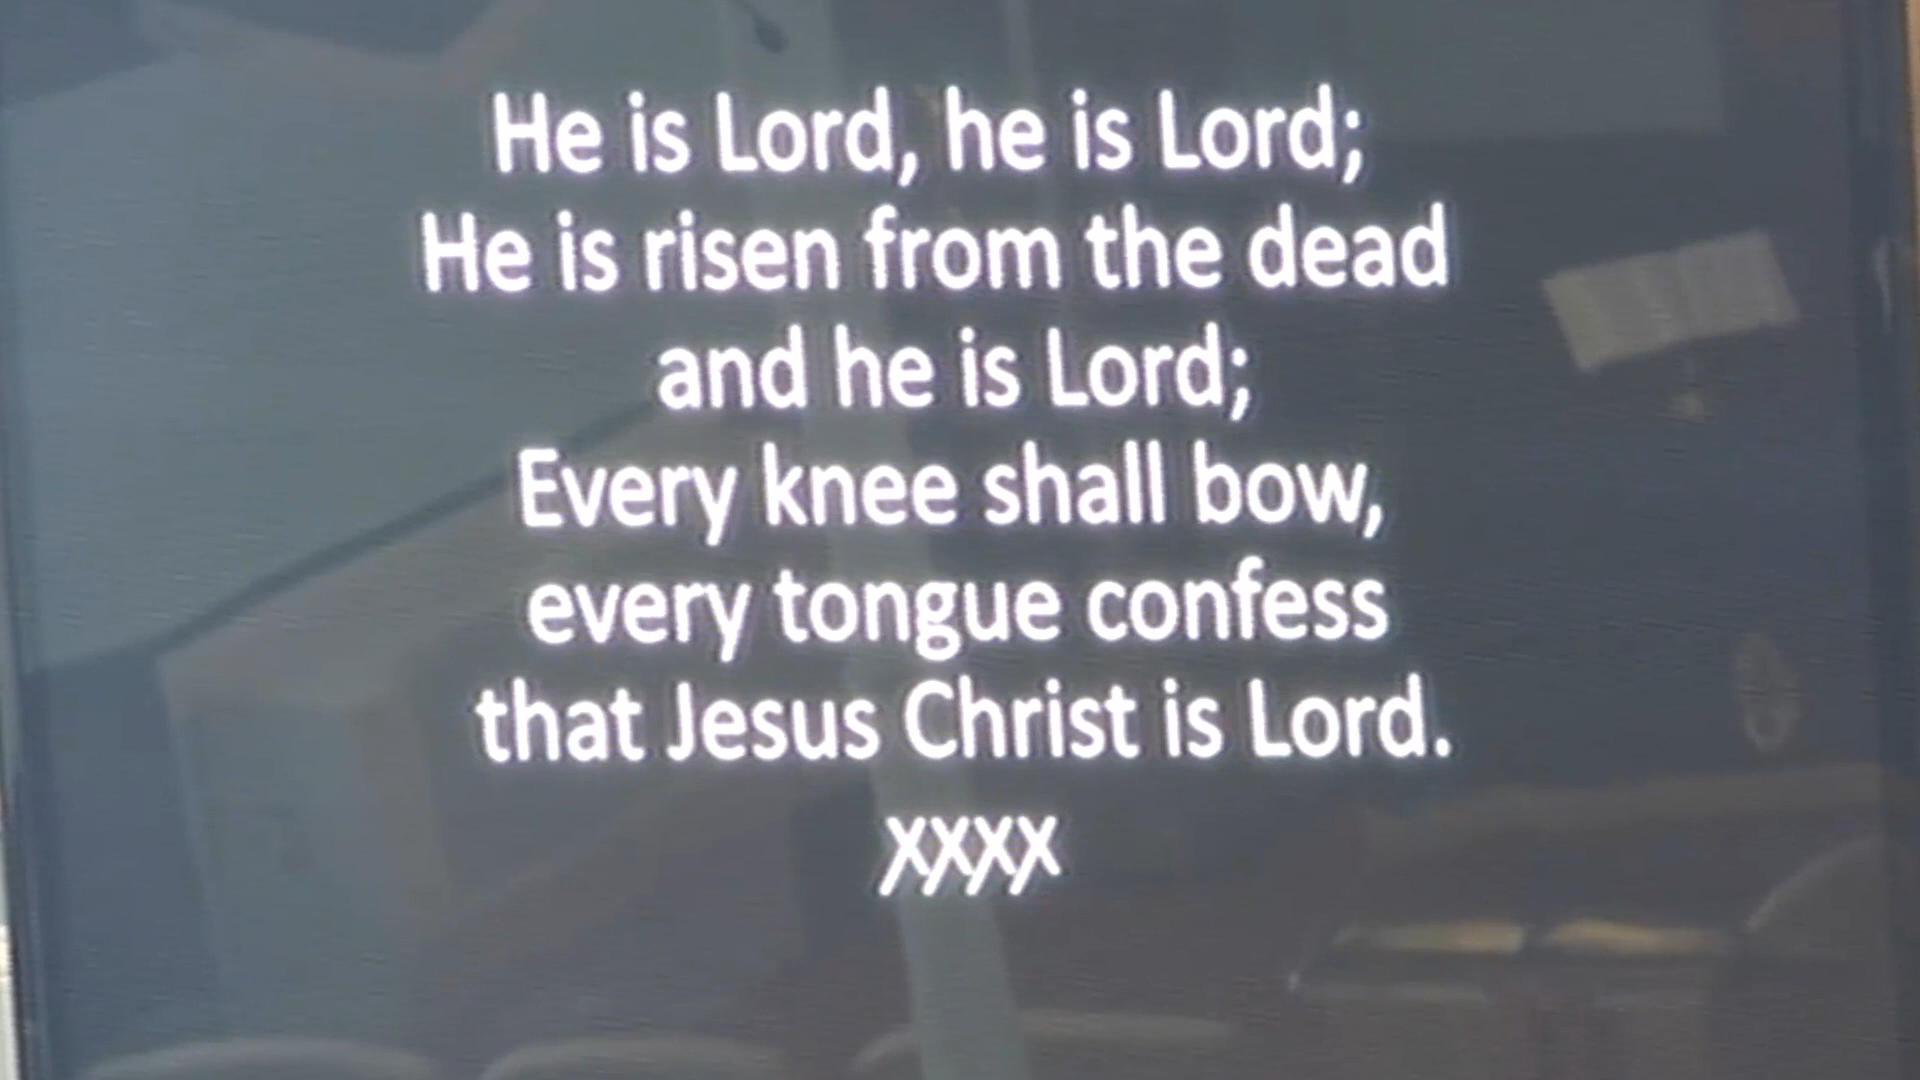 He is Lord, he is Lord;
He is risen from the dead
and he is Lord;
Every knee shall bow,
every tongue confess
that Jesus Christ is Lord.
xxxx